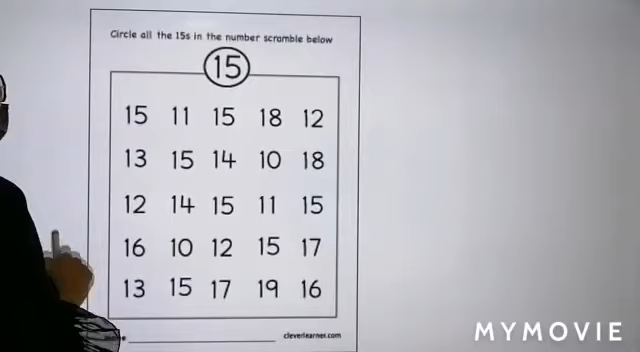 Circle all the 15s in the number scramble below
15
15 11 15 18 12
13 15 14 10 18
12 14 15 11 15
16 10 12 15 17
13 15 17 19 16
cleverlearner.com
MYMOVIE